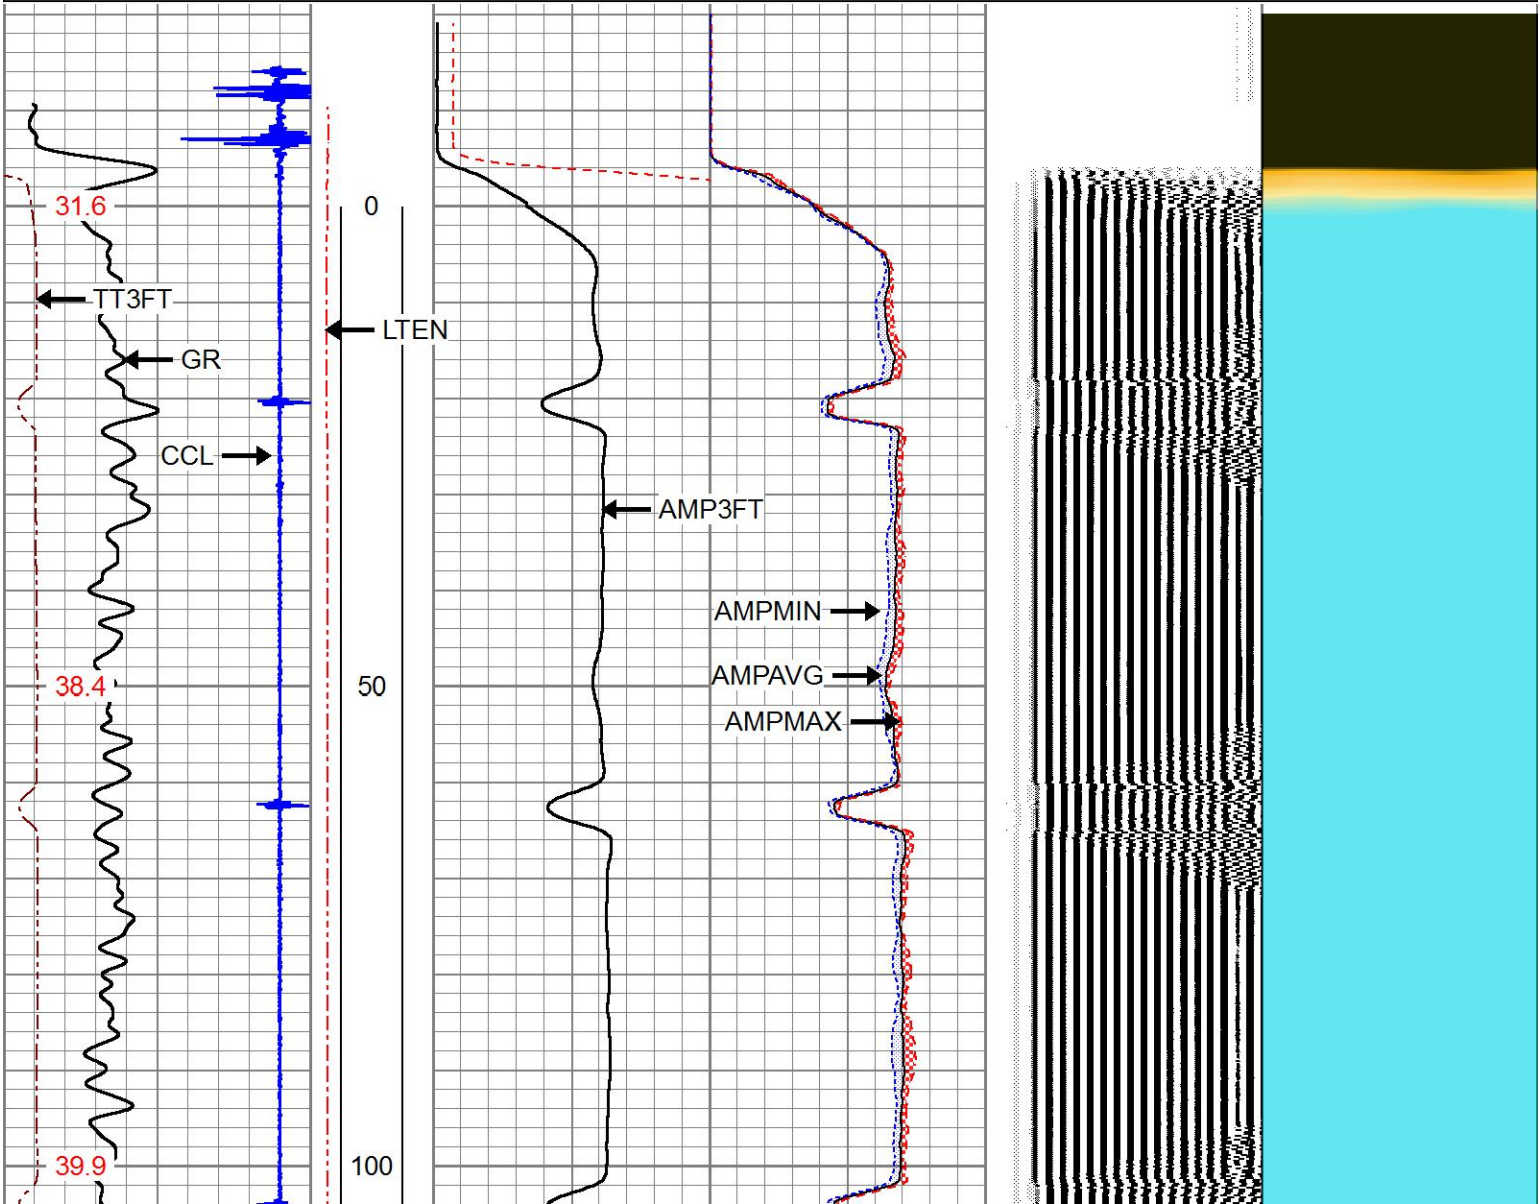 31.6
0
TT3FT
LTEN
GR
CCL
AMP3FT
AMPMIN
AMPAVG
38.4
50
AMPMAX
39.9
100